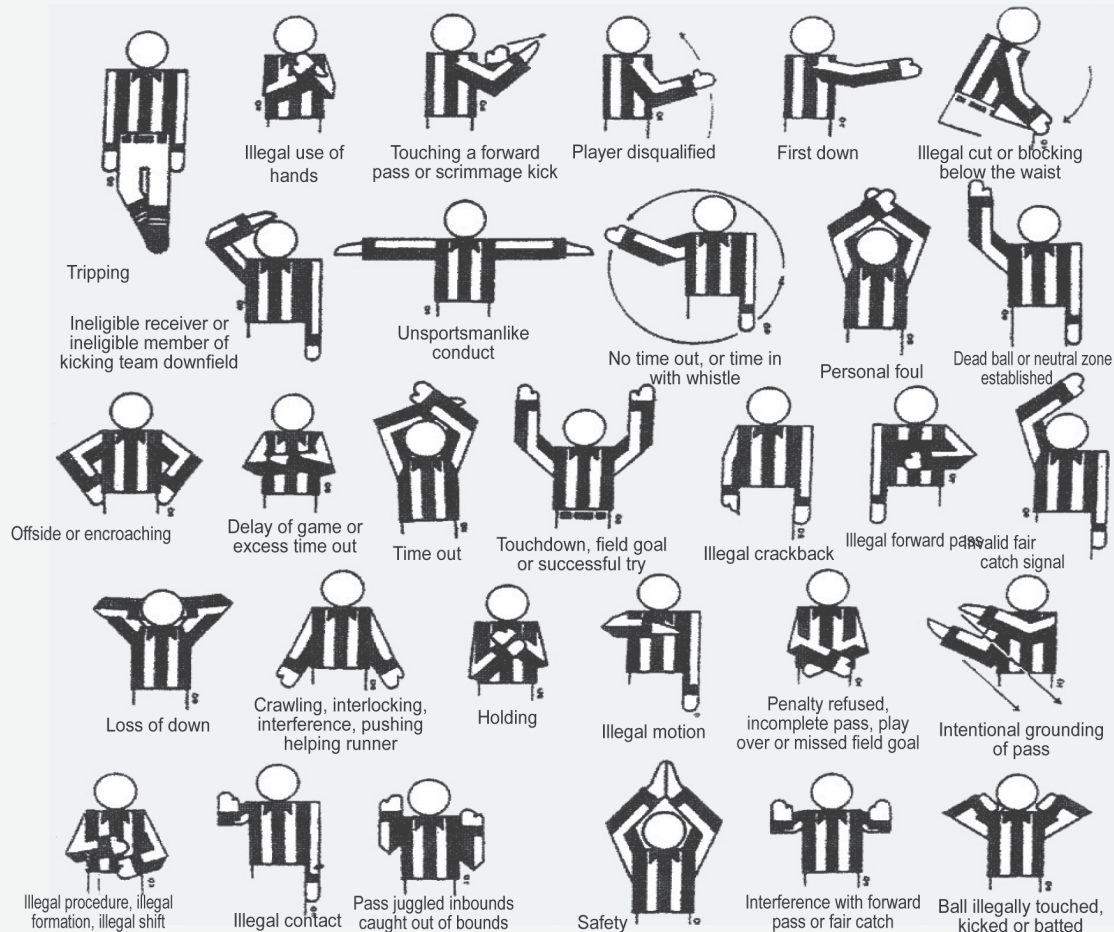 Illegal use of
hands
Touching a forward
pass or scrimmage kick
Player disqualified
First down
Illegal cut or blocking
below the waist
Tripping
Ineligible receiver or
ineligible member of
kicking team downfield
Unsportsmanlike
conduct
No time out, or time in
with whistle
Personal foul
Dead ball or neutral zone
established
Offside or encroaching
Delay of game or
excess time out
Time out
Touchdown, field goal
or successful try
Illegal crackback
Illegal forward pass
Invalid fair
catch signal
Loss of down
Crawling, interlocking,
interference, pushing
helping runner
Holding
Illegal motion
Penalty refused,
incomplete pass, play
over or missed field goal
Intentional grounding
of pass
Illegal procedure, illegal
formation, illegal shift
Illegal contact
Pass juggled inbounds
caught out of bounds
Safety
Interference with forward
pass or fair catch
Ball illegally touched,
kicked or batted